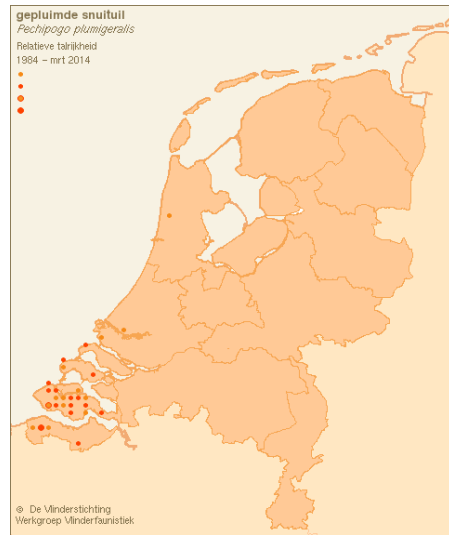 gepluimde snuituil
Pechipogo plumigeralis
Relatieve talrijkheid
1984 – mrt 2014
© De Vlinderstichting
Werkgroep Vlinderfaunistiek